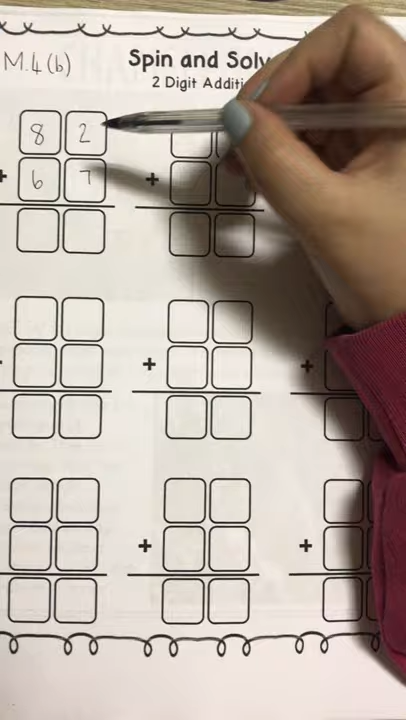 M.4(b)
Spin and Solv
2 Digit Additi
8 2
+ 6 7
+
+
+
+
+